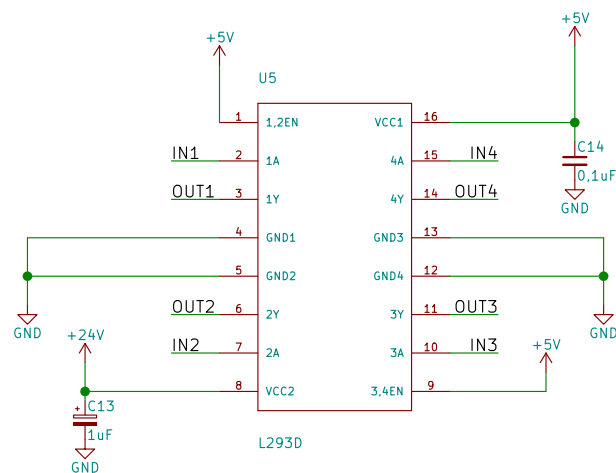 +5V
+5V
U5
1 1,2EN VCC1 16
C14
0,1uF
IN1 2 1A 4A 15 IN4
OUT1 3 1Y 4Y 14 OUT4
GND
4 GND1 GND3 13
5 GND2 GND4 12
OUT2 6 2Y 3Y 11 OUT3
GND
GND
+24V
+5V
IN2 7 2A 3A 10 IN3
8 VCC2 3,4EN 9
+
C13
1uF
L293D
GND